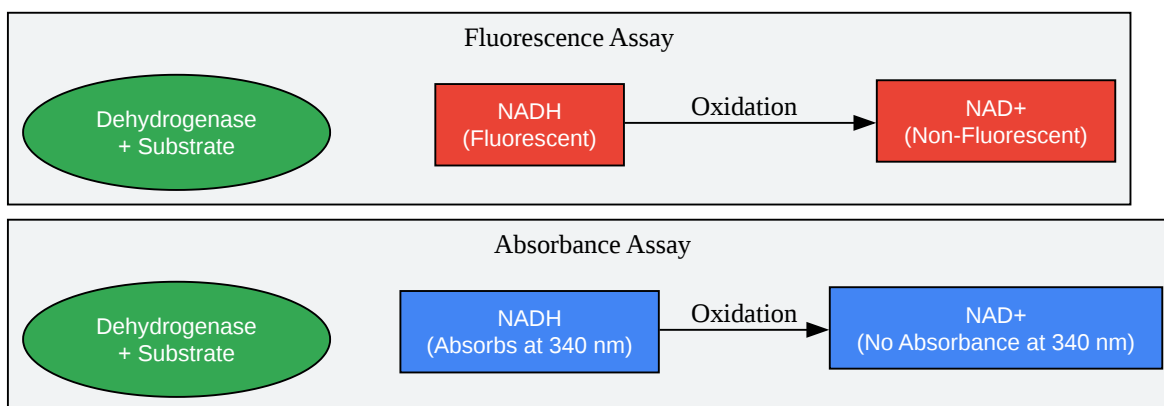 Fluorescence Assay
Dehydrogenase
+ Substrate
NADH
(Fluorescent)
Oxidation
NAD+
(Non-Fluorescent)
Absorbance Assay
Dehydrogenase
+ Substrate
NADH
(Absorbs at 340 nm)
Oxidation
NAD+
(No Absorbance at 340 nm)